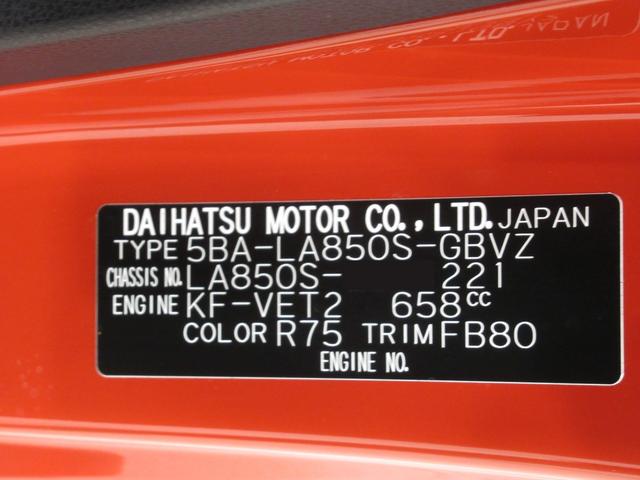 DAIHATSU MOTOR CO., LTD. JAPAN
TYPE 5BA-LA850S-GBVZ
CHASSIS NO. LA850S- 221
ENGINE KF-VET2 658cc
COLOR R75 TRIM FB80
ENGINE NO.